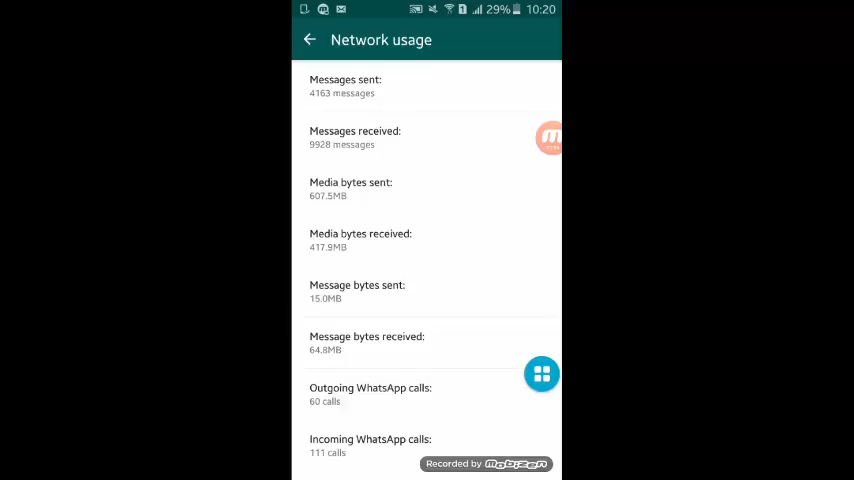 29% 10:20
Network usage
Messages sent:
4163 messages
Messages received:
9928 messages
Media bytes sent:
607.5MB
Media bytes received:
417.9MB
Message bytes sent:
15.0MB
Message bytes received:
64.8MB
Outgoing WhatsApp calls:
60 calls
Incoming WhatsApp calls:
111 calls
Recorded by mobizen